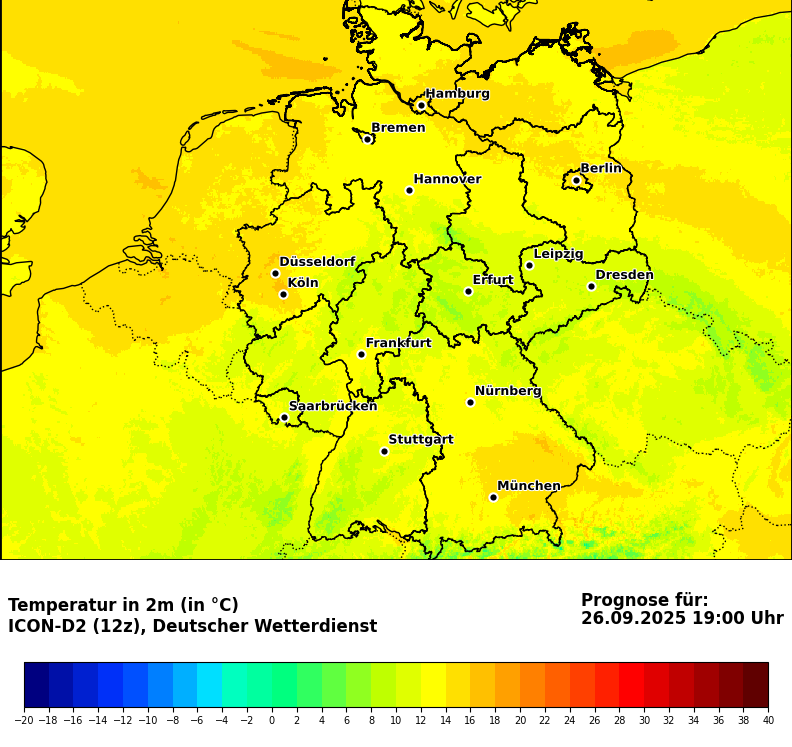 Hamburg
Bremen
Berlin
Hannover
Leipzig
Düsseldorf
Dresden
Köln
Erfurt
Frankfurt
Nürnberg
Saarbrücken
Stuttgart
München
Temperatur in 2m (in °C)
ICON-D2 (12z), Deutscher Wetterdienst
Prognose für:
26.09.2025 19:00 Uhr
−20 −18 −16 −14 −12 −10 −8 −6 −4 −2 0 2 4 6 8 10 12 14 16 18 20 22 24 26 28 30 32 34 36 38 40